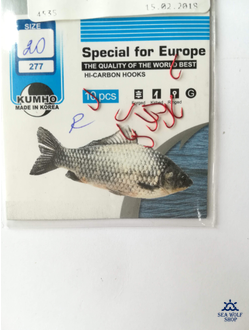 15.02.2019
SIZE
20
277
Special for Europe
THE QUALITY OF THE WORLD BEST
HI-CARBON HOOKS
KUMHO
MADE IN KOREA
10 pcs
R
SEA WOLF
SHOP